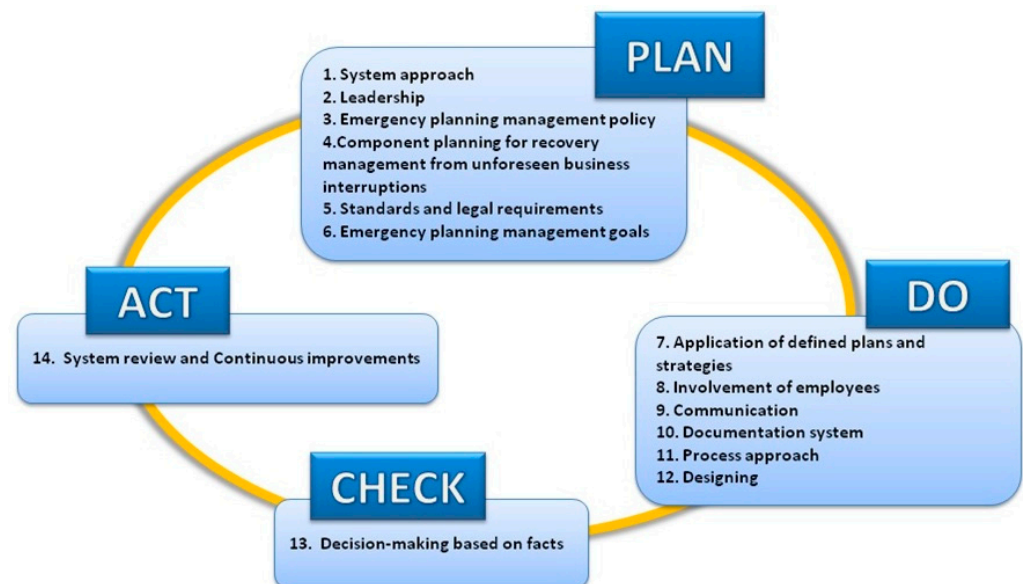 PLAN
1. System approach
2. Leadership
3. Emergency planning management policy
4.Component planning for recovery
management from unforeseen business
interruptions
5. Standards and legal requirements
6. Emergency planning management goals
DO
7. Application of defined plans and
strategies
8. Involvement of employees
9. Communication
10. Documentation system
11. Process approach
12. Designing
CHECK
13. Decision-making based on facts
ACT
14. System review and Continuous improvements